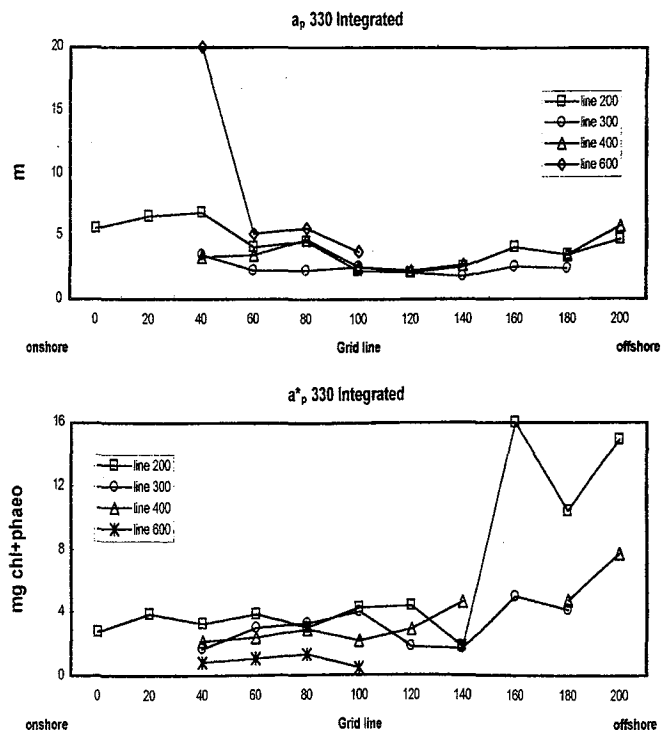 aₚ 330 Integrated
20
15
10
5
0
m
line 200
line 300
line 400
line 600
0 20 40 60 80 100 120 140 160 180 200
onshore Grid line offshore
a*ₚ 330 Integrated
16
12
8
4
0
mg chl+phaeo
line 200
line 300
line 400
line 600
0 20 40 60 80 100 120 140 160 180 200
onshore Grid line offshore